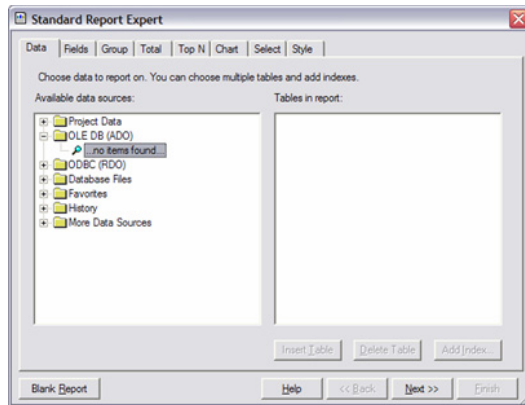 Standard Report Expert
Data Fields Group Total Top N Chart Select Style
Choose data to report on. You can choose multiple tables and add indexes.
Available data sources: Tables in report:
Project Data
OLE DB (ADO)
...no items found...
ODBC (RDO)
Database Files
Favorites
History
More Data Sources
Insert Table Delete Table Add Index...
Blank Report Help << Back Next >> Finish